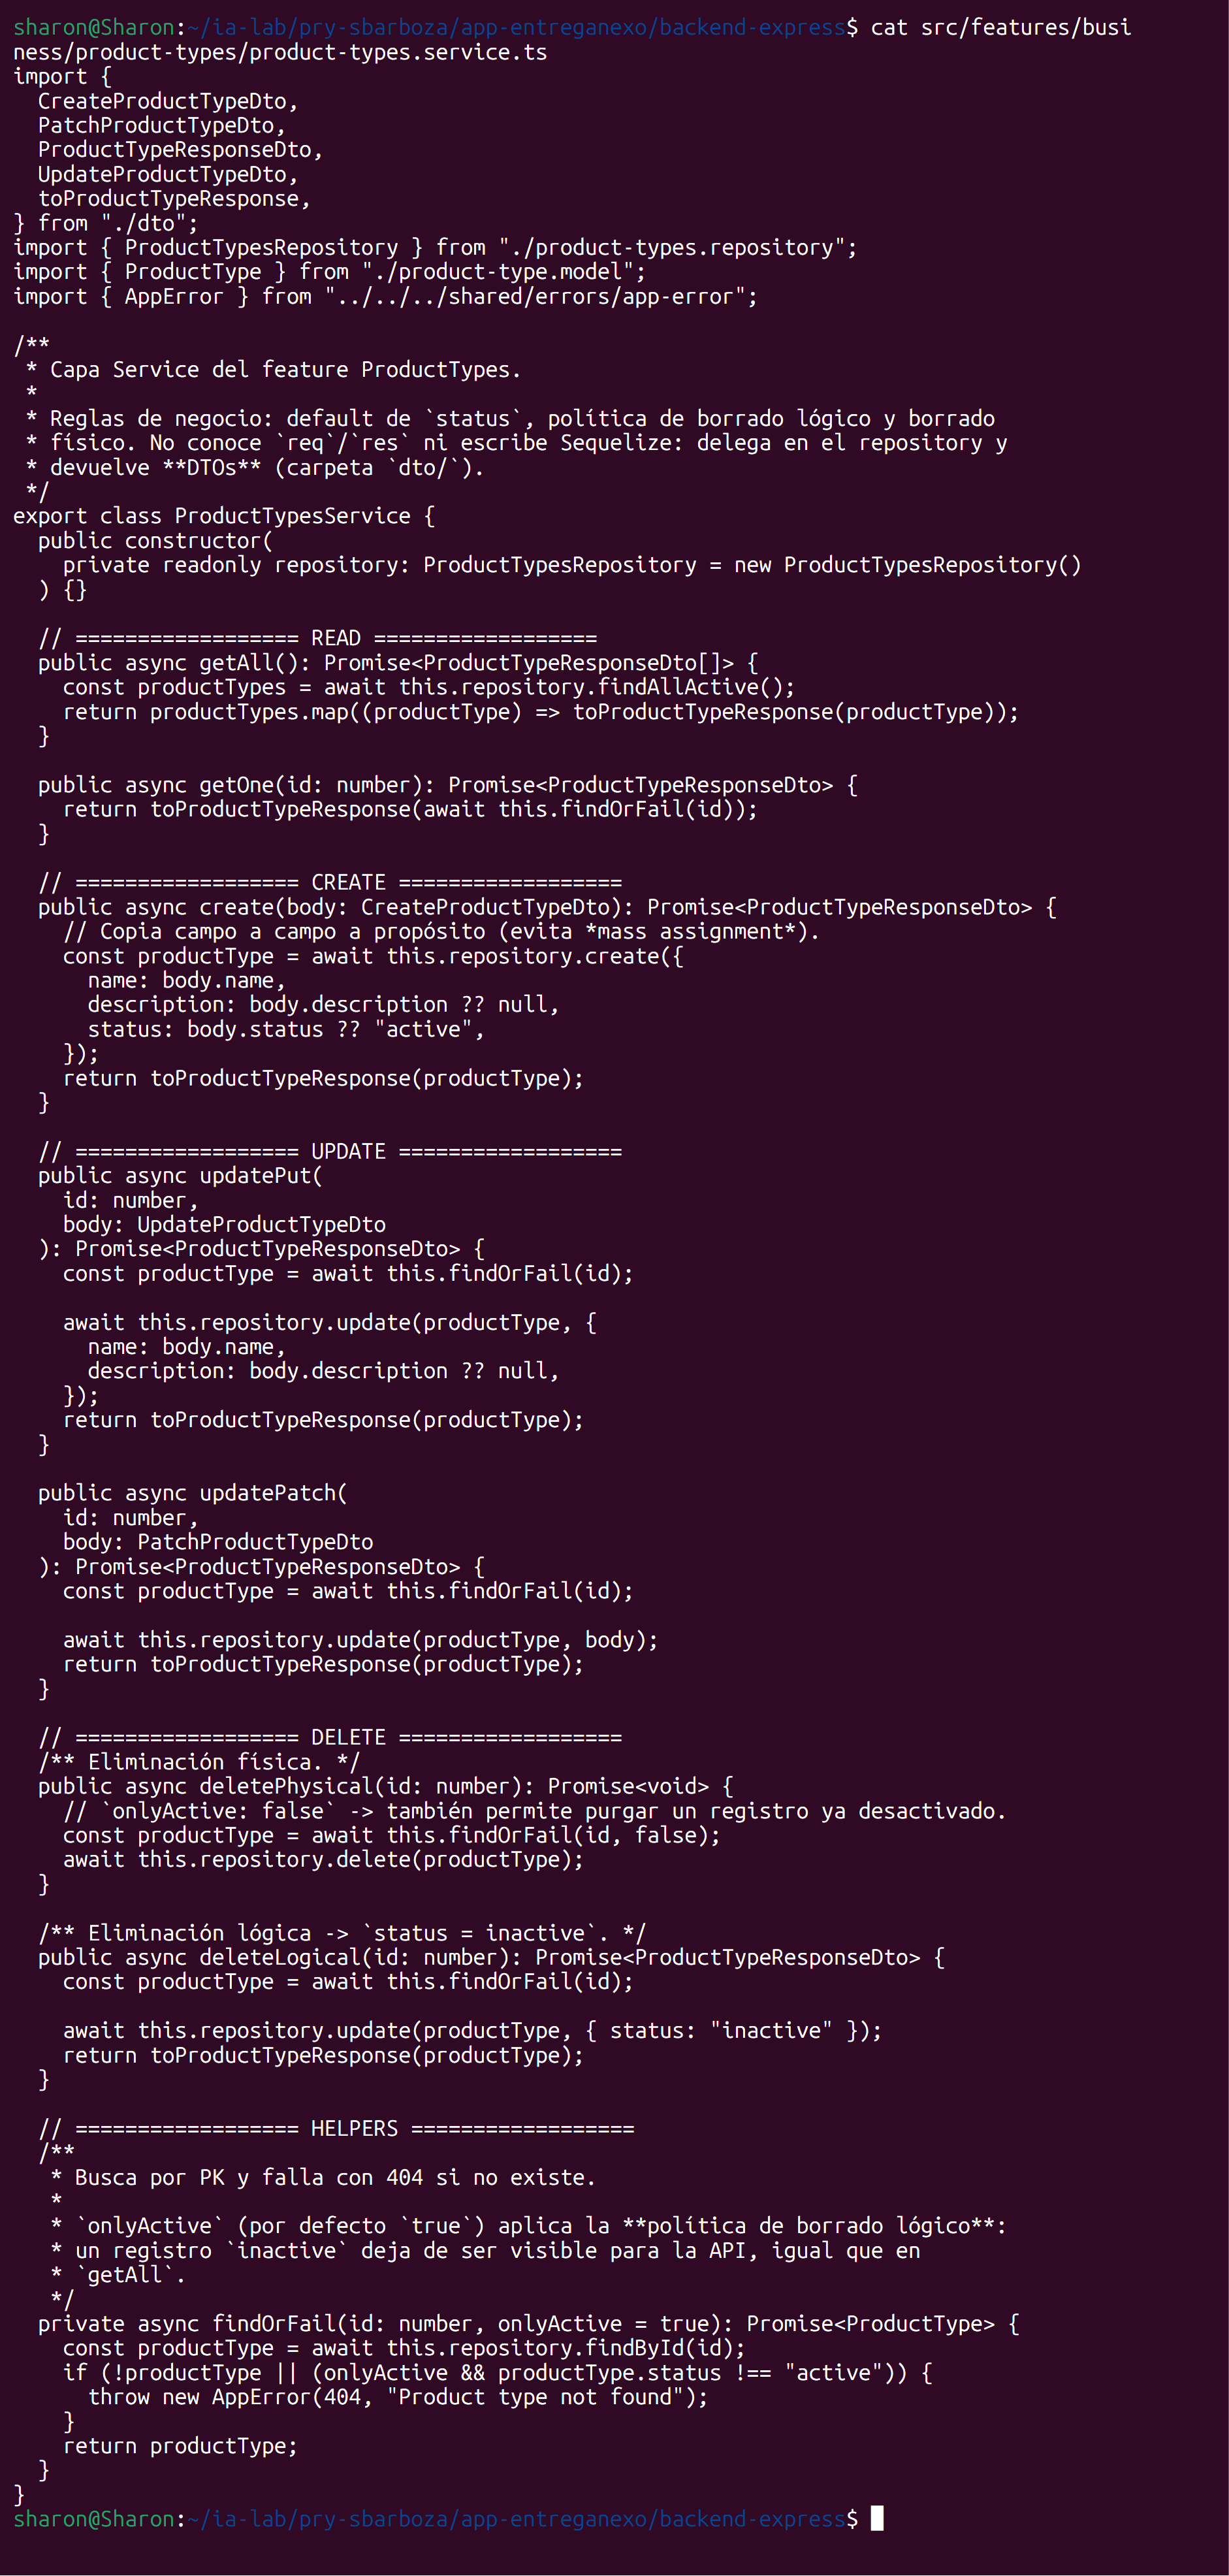 sharon@Sharon:~/ia-lab/pry-sbarboza/app-entreganexo/backend-express$ cat src/features/busi
ness/product-types/product-types.service.ts
import {
  CreateProductTypeDto,
  PatchProductTypeDto,
  ProductTypeResponseDto,
  UpdateProductTypeDto,
  toProductTypeResponse,
} from "./dto";
import { ProductTypesRepository } from "./product-types.repository";
import { ProductType } from "./product-type.model";
import { AppError } from "../../../shared/errors/app-error";

/**
 * Capa Service del feature ProductTypes.
 *
 * Reglas de negocio: default de `status`, política de borrado lógico y borrado
 * físico. No conoce `req`/`res` ni escribe Sequelize: delega en el repository y
 * devuelve **DTOs** (carpeta `dto/`).
 */
export class ProductTypesService {
  public constructor(
    private readonly repository: ProductTypesRepository = new ProductTypesRepository()
  ) {}

  // ================== READ ==================
  public async getAll(): Promise<ProductTypeResponseDto[]> {
    const productTypes = await this.repository.findAllActive();
    return productTypes.map((productType) => toProductTypeResponse(productType));
  }

  public async getOne(id: number): Promise<ProductTypeResponseDto> {
    return toProductTypeResponse(await this.findOrFail(id));
  }

  // ================== CREATE ==================
  public async create(body: CreateProductTypeDto): Promise<ProductTypeResponseDto> {
    // Copia campo a campo a propósito (evita *mass assignment*).
    const productType = await this.repository.create({
      name: body.name,
      description: body.description ?? null,
      status: body.status ?? "active",
    });
    return toProductTypeResponse(productType);
  }

  // ================== UPDATE ==================
  public async updatePut(
    id: number,
    body: UpdateProductTypeDto
  ): Promise<ProductTypeResponseDto> {
    const productType = await this.findOrFail(id);

    await this.repository.update(productType, {
      name: body.name,
      description: body.description ?? null,
    });
    return toProductTypeResponse(productType);
  }

  public async updatePatch(
    id: number,
    body: PatchProductTypeDto
  ): Promise<ProductTypeResponseDto> {
    const productType = await this.findOrFail(id);

    await this.repository.update(productType, body);
    return toProductTypeResponse(productType);
  }

  // ================== DELETE ==================
  /** Eliminación física. */
  public async deletePhysical(id: number): Promise<void> {
    // `onlyActive: false` -> también permite purgar un registro ya desactivado.
    const productType = await this.findOrFail(id, false);
    await this.repository.delete(productType);
  }

  /** Eliminación lógica -> `status = inactive`. */
  public async deleteLogical(id: number): Promise<ProductTypeResponseDto> {
    const productType = await this.findOrFail(id);

    await this.repository.update(productType, { status: "inactive" });
    return toProductTypeResponse(productType);
  }

  // ================== HELPERS ==================
  /**
   * Busca por PK y falla con 404 si no existe.
   *
   * `onlyActive` (por defecto `true`) aplica la **política de borrado lógico**:
   * un registro `inactive` deja de ser visible para la API, igual que en
   * `getAll`.
   */
  private async findOrFail(id: number, onlyActive = true): Promise<ProductType> {
    const productType = await this.repository.findById(id);
    if (!productType || (onlyActive && productType.status !== "active")) {
      throw new AppError(404, "Product type not found");
    }
    return productType;
  }
}
sharon@Sharon:~/ia-lab/pry-sbarboza/app-entreganexo/backend-express$